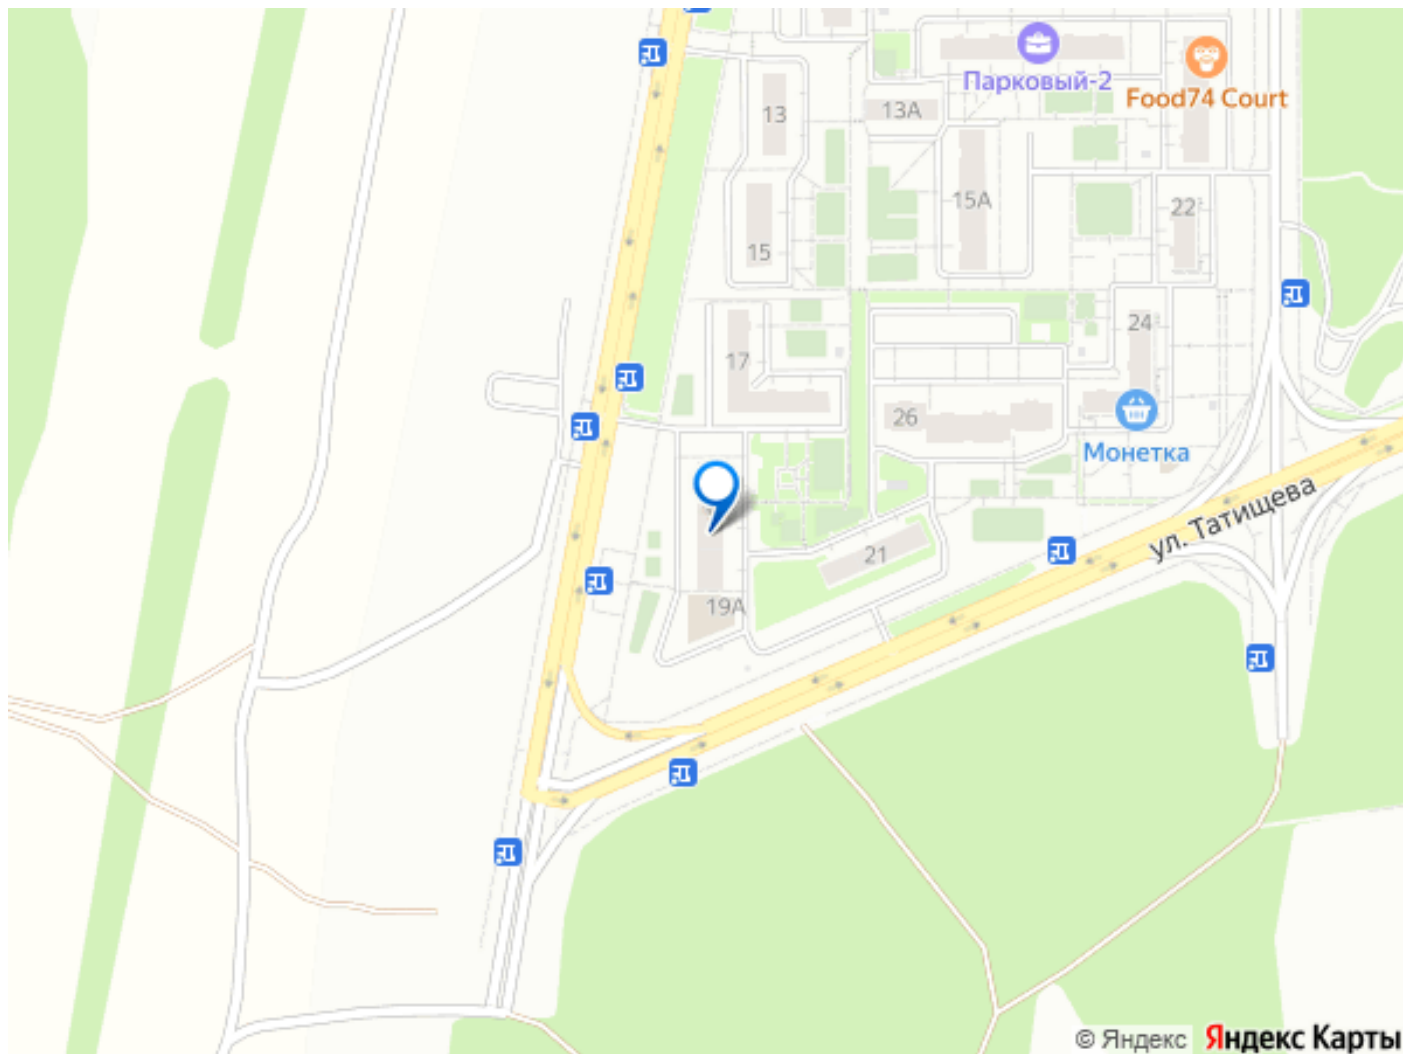 Парковый-2
Food74 Court
13
13А
15А
22
15
24
17
26
Монетка
ул. Татищева
21
19А
© Яндекс Яндекс Карты